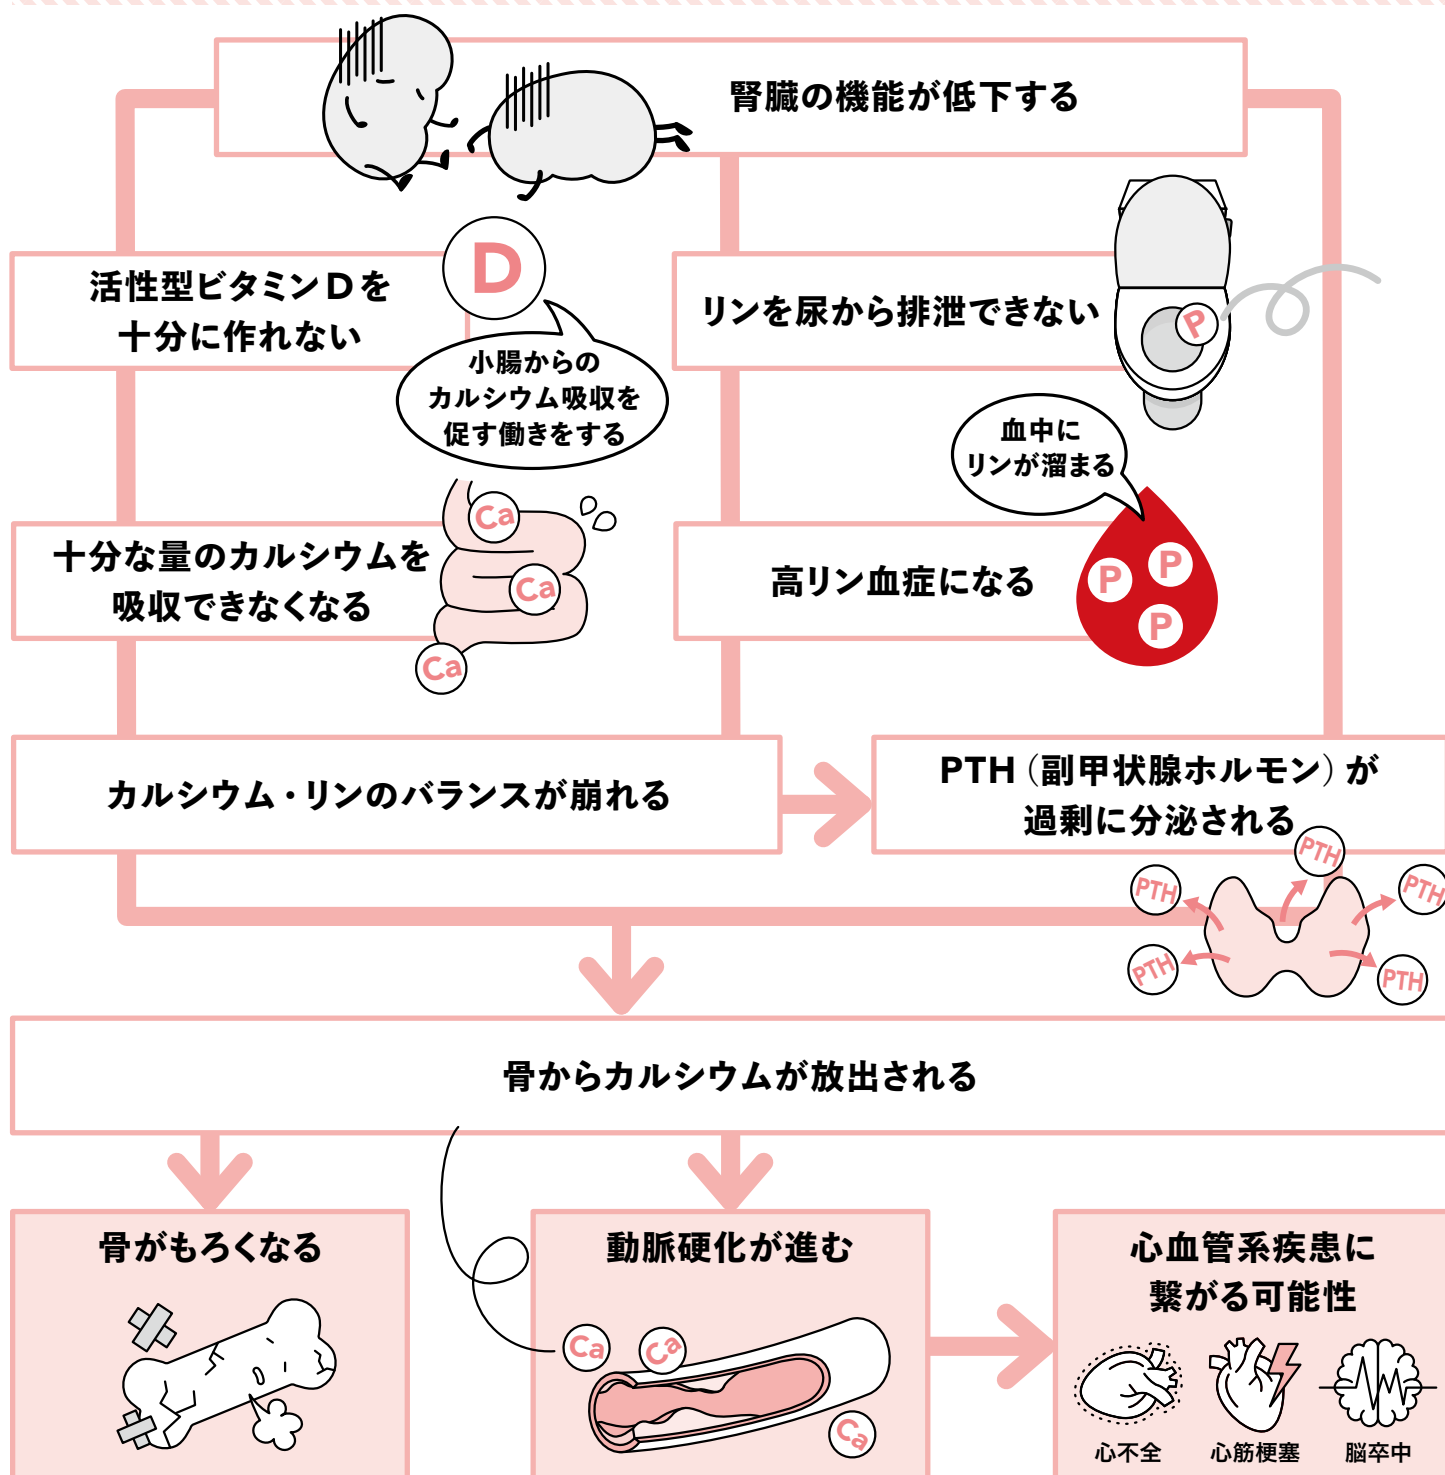 腎臓の機能が低下する
活性型ビタミンDを
十分に作れない
D
小腸からの
カルシウム吸収を
促す働きをする
リンを尿から排泄できない
P
血中に
リンが溜まる
十分な量のカルシウムを
吸収できなくなる
Ca
Ca
Ca
高リン血症になる
P
P
P
カルシウム・リンのバランスが崩れる
PTH（副甲状腺ホルモン）が
過剰に分泌される
PTH
PTH
PTH
PTH
PTH
骨からカルシウムが放出される
骨がもろくなる
動脈硬化が進む
Ca
Ca
Ca
心血管系疾患に
繋がる可能性
心不全
心筋梗塞
脳卒中